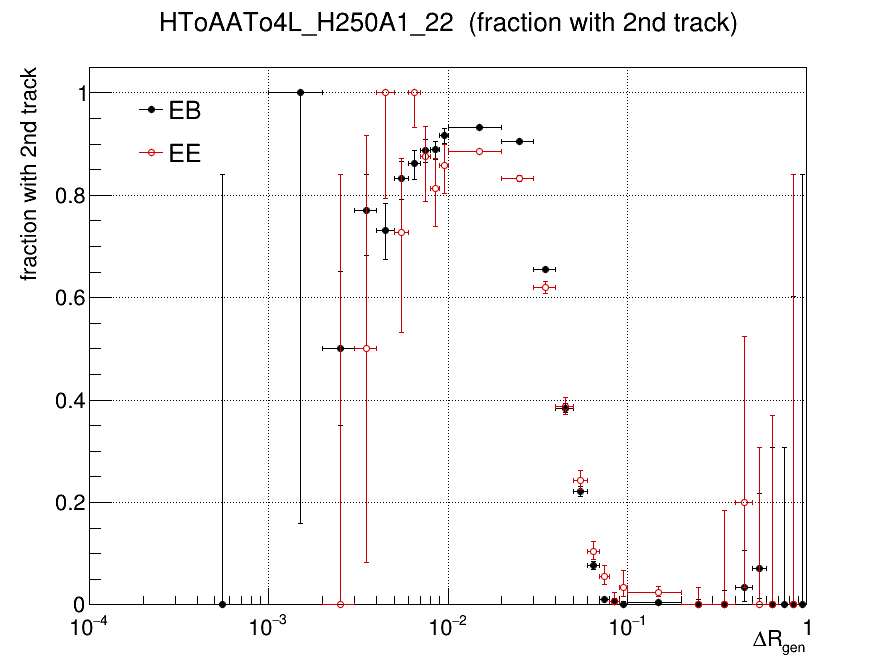 HToAATo4L_H250A1_22 (fraction with 2nd track)
fraction with 2nd track
1
0.8
0.6
0.4
0.2
0
EB
EE
10⁻⁴
10⁻³
10⁻²
10⁻¹
1
ΔR_gen